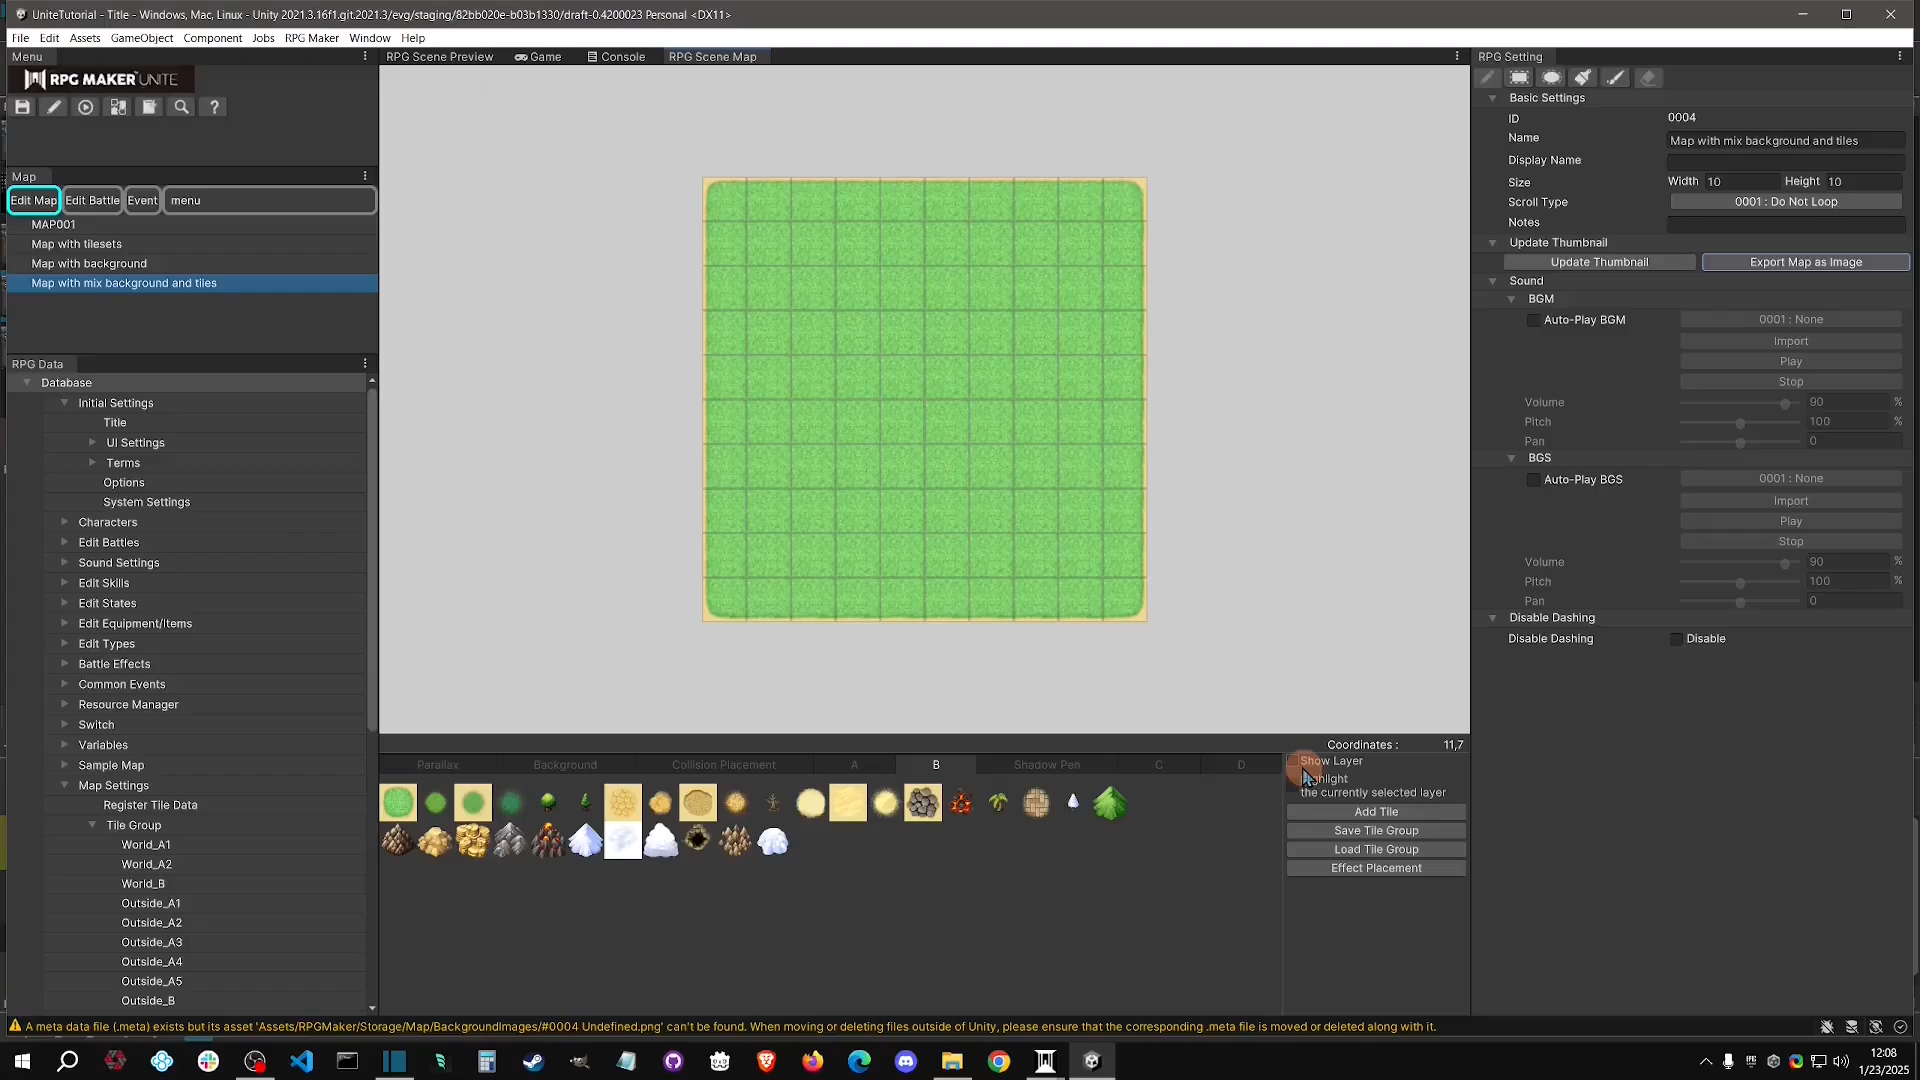 UniteTutorial - Title - Windows, Mac, Linux - Unity 2021.3.16f1.git.2021.3/evg/staging/82bb020e-b03b1330/draft-0.4200023 Personal <DX11>
File Edit Assets GameObject Component Jobs RPG Maker Window Help
Menu
RPG MAKER UNITE
?
RPG Scene Preview Game Console RPG Scene Map
Map
Edit Map Edit Battle Event menu
MAP001
Map with tilesets
Map with background
Map with mix background and tiles
RPG Data
Database
Initial Settings
Title
UI Settings
Terms
Options
System Settings
Characters
Edit Battles
Sound Settings
Edit Skills
Edit States
Edit Equipment/Items
Edit Types
Battle Effects
Common Events
Resource Manager
Switch
Variables
Sample Map
Map Settings
Register Tile Data
Tile Group
World_A1
World_A2
World_B
Outside_A1
Outside_A2
Outside_A3
Outside_A4
Outside_A5
Outside_B
Coordinates : 11,7
Parallax Background Collision Placement A B Shadow Pen C D
Show Layer
the currently selected layer
Add Tile
Save Tile Group
Load Tile Group
Effect Placement
RPG Setting
Basic Settings
ID 0004
Name Map with mix background and tiles
Display Name
Size Width 10 Height 10
Scroll Type 0001 : Do Not Loop
Notes
Update Thumbnail
Update Thumbnail Export Map as Image
Sound
BGM
Auto-Play BGM 0001 : None
Import
Play
Stop
Volume 90 %
Pitch 100 %
Pan 0
BGS
Auto-Play BGS 0001 : None
Import
Play
Stop
Volume 90 %
Pitch 100 %
Pan 0
Disable Dashing
Disable Dashing Disable
A meta data file (.meta) exists but its asset 'Assets/RPGMaker/Storage/Map/BackgroundImages/#0004 Undefined.png' can't be found. When moving or deleting files outside of Unity, please ensure that the corresponding .meta file is moved or deleted along with it.
12:08
1/23/2025